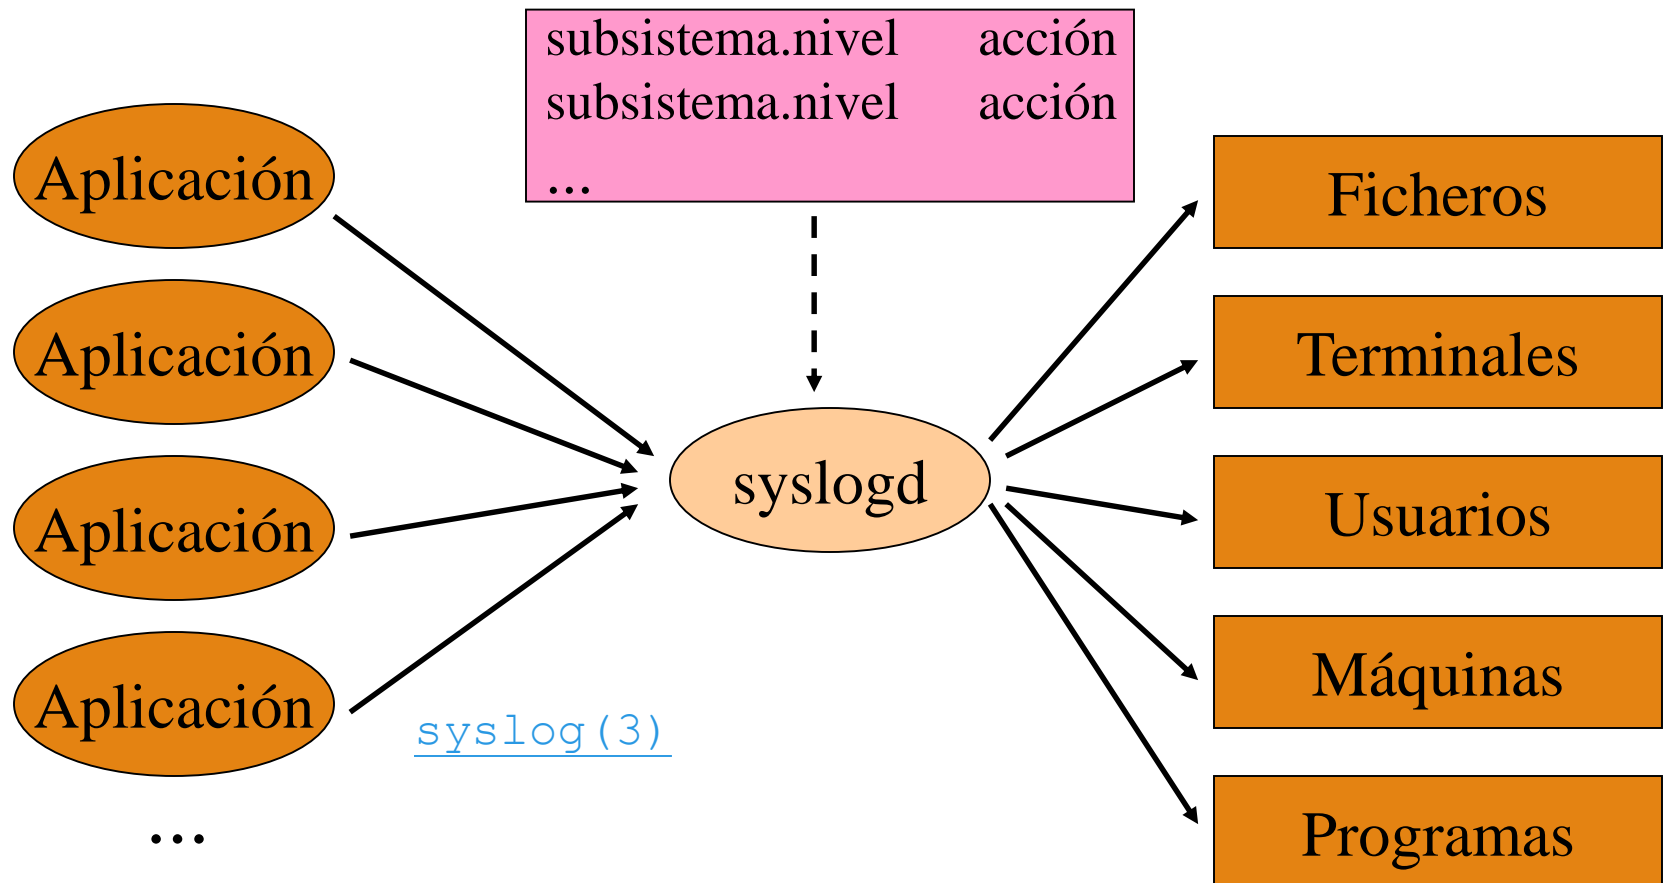 subsistema.nivel acción
subsistema.nivel acción
...
Aplicación
Aplicación
Aplicación
Aplicación
...
syslog(3)
syslogd
Ficheros
Terminales
Usuarios
Máquinas
Programas